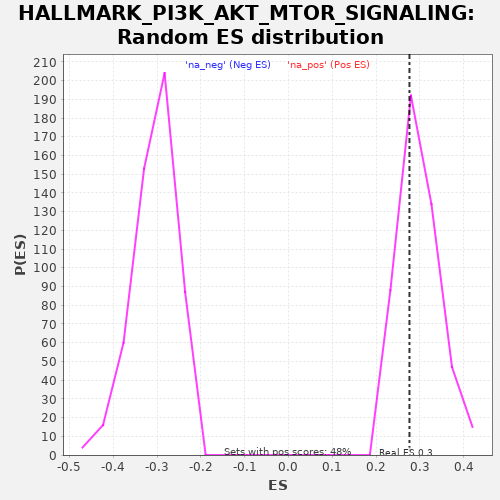 HALLMARK_PI3K_AKT_MTOR_SIGNALING:
Random ES distribution
'na_neg' (Neg ES) 'na_pos' (Pos ES)
210
200
190
180
170
160
150
140
130
120
110
100
90
80
70
60
50
40
30
20
10
0
P(ES)
Sets with pos scores: 48%
Real ES 0.3
-0.5 -0.4 -0.3 -0.2 -0.1 0.0 0.1 0.2 0.3 0.4
ES